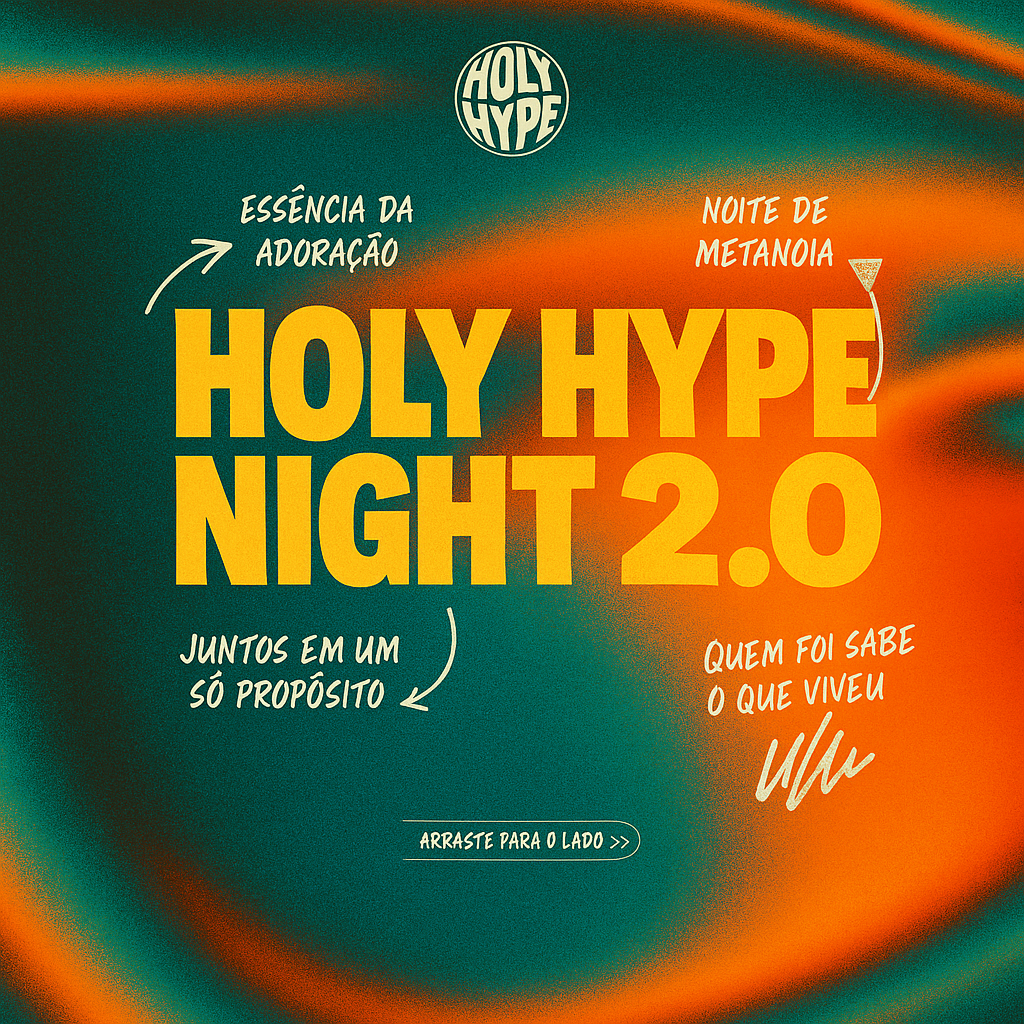 HOLY
HYPE
ESSÊNCIA DA
ADORAÇÃO
NOITE DE
METANOIA
HOLY HYPE
NIGHT 2.0
JUNTOS EM UM
SÓ PROPÓSITO
QUEM FOI SABE
O QUE VIVEU
ARRASTE PARA O LADO >>